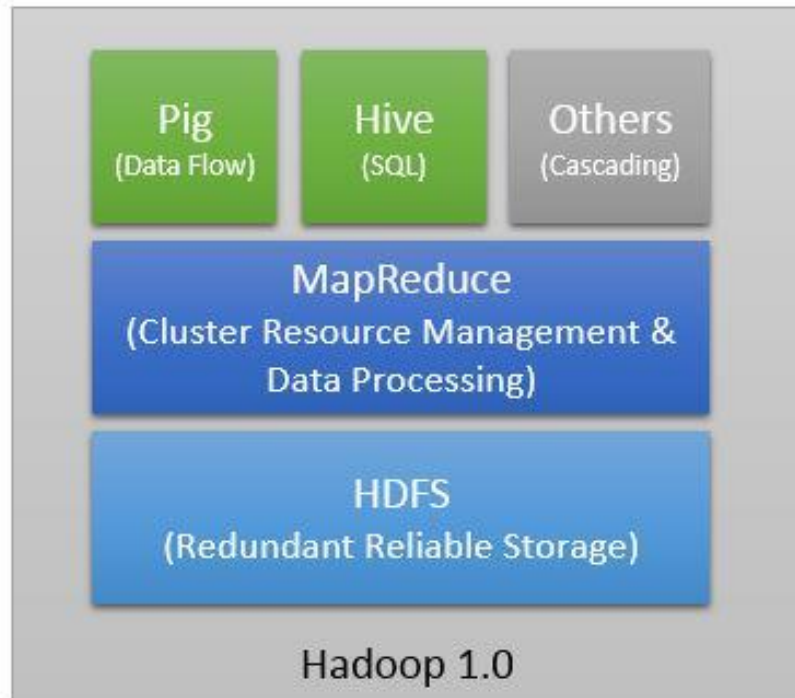 Pig
(Data Flow)
Hive
(SQL)
Others
(Cascading)
MapReduce
(Cluster Resource Management &
Data Processing)
HDFS
(Redundant Reliable Storage)
Hadoop 1.0